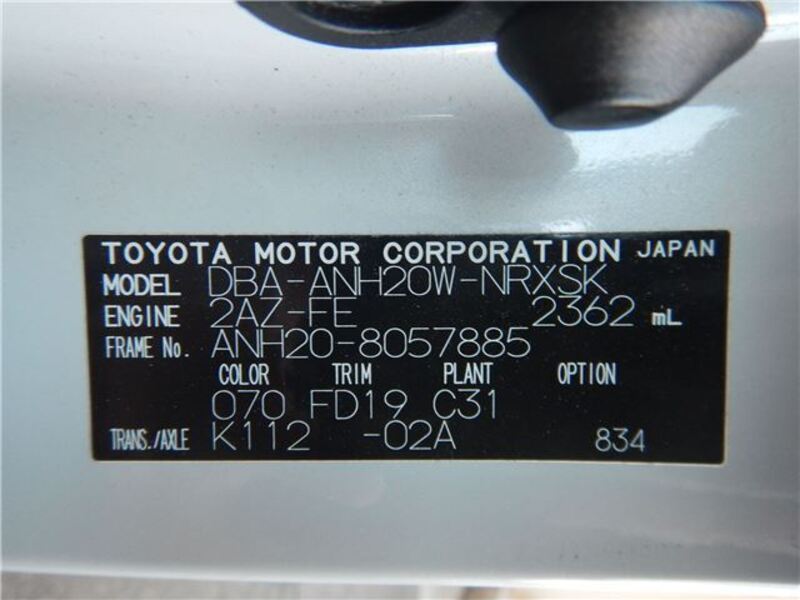 TOYOTA MOTOR CORPORATION JAPAN
MODEL DBA-ANH20W-NRXSK
ENGINE 2AZ-FE 2362 mL
FRAME No. ANH20-8057885
COLOR TRIM PLANT OPTION
070 FD19 C31
TRANS./AXLE K112 -02A 834